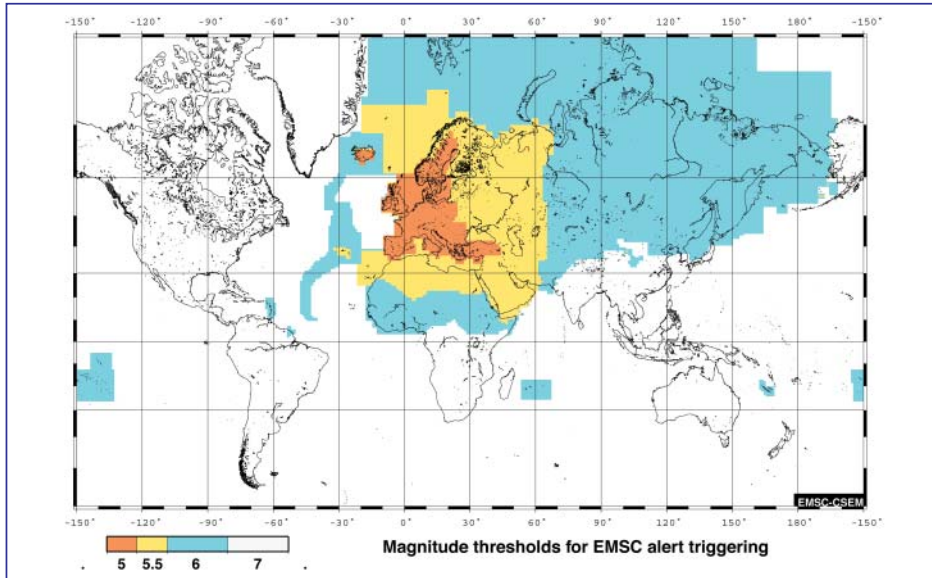 -150° -120° -90° -60° -30° 0° 30° 60° 90° 120° 150° 180° -150°
EMSC-CSEM
-150° -120° -90° -60° -30° 0° 30° 60° 90° 120° 150° 180° -150°
. 5 5.5 6 7 .
Magnitude thresholds for EMSC alert triggering